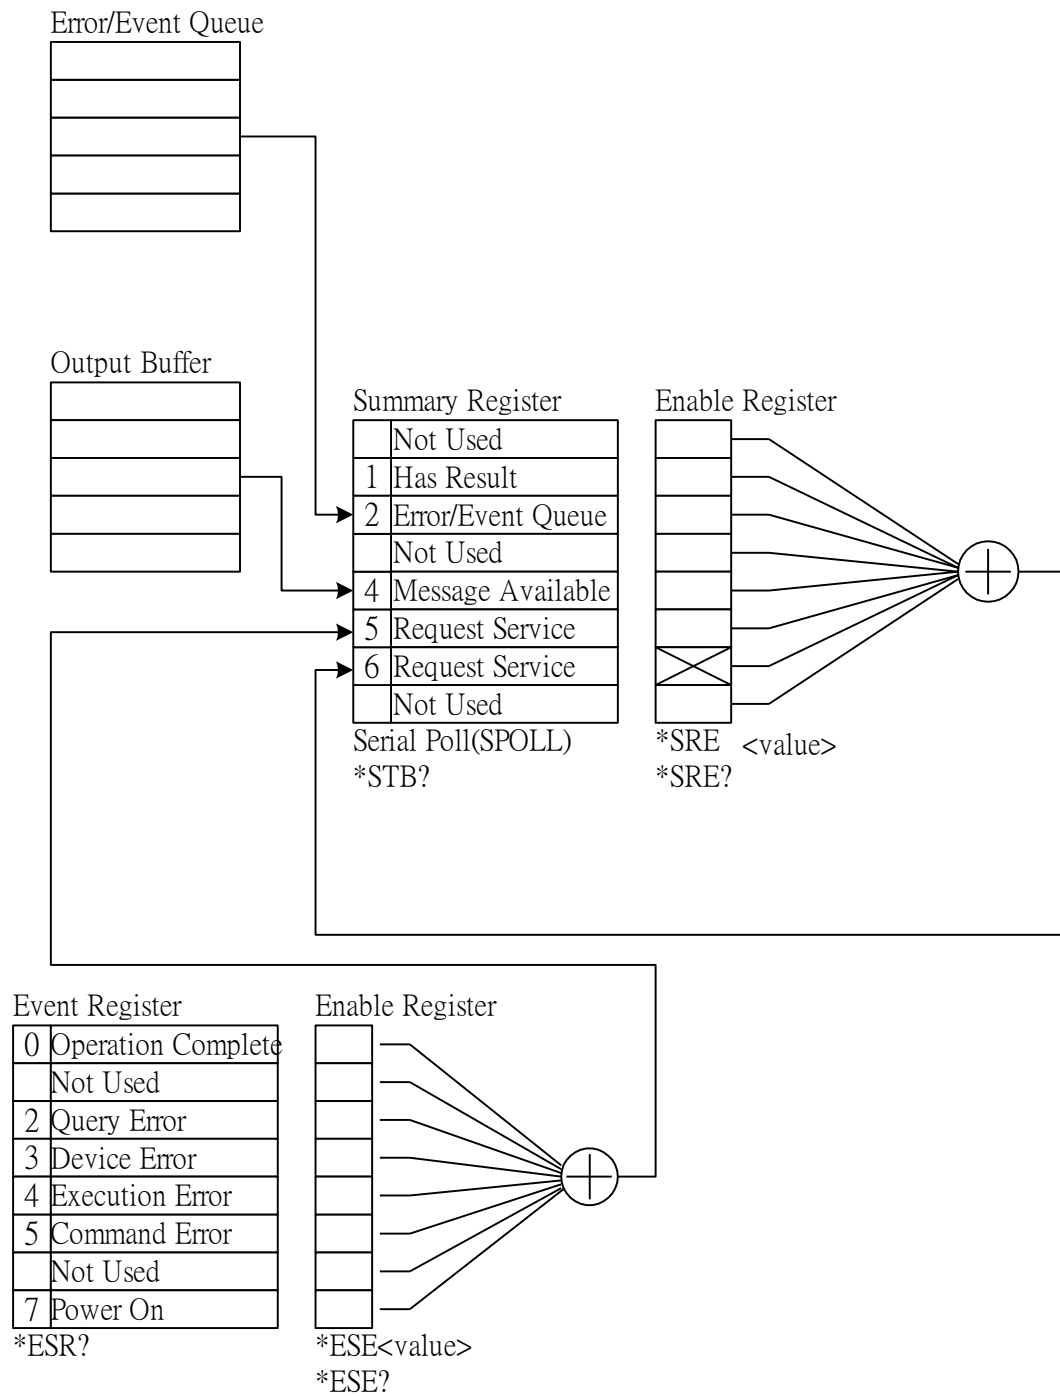 Error/Event Queue
Output Buffer
Summary Register
Not Used
1 Has Result
2 Error/Event Queue
Not Used
4 Message Available
5 Request Service
6 Request Service
Not Used
Serial Poll(SPOLL)
*STB?
Enable Register
*SRE <value>
*SRE?
Event Register
0 Operation Complete
Not Used
2 Query Error
3 Device Error
4 Execution Error
5 Command Error
Not Used
7 Power On
*ESR?
Enable Register
*ESE<value>
*ESE?